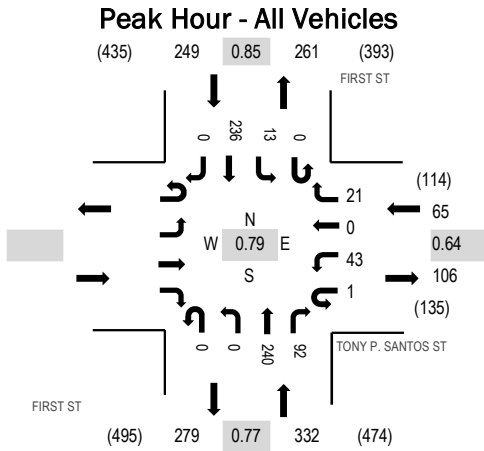 Peak Hour - All Vehicles
(435) 249 0.85 261 (393)
FIRST ST
0 236 13 0
(114)
21
65
N
0
W 0.79 E
0.64
S
43
106
1
(135)
0 0 240 92
TONY P. SANTOS ST
FIRST ST
(495) 279 0.77 332 (474)